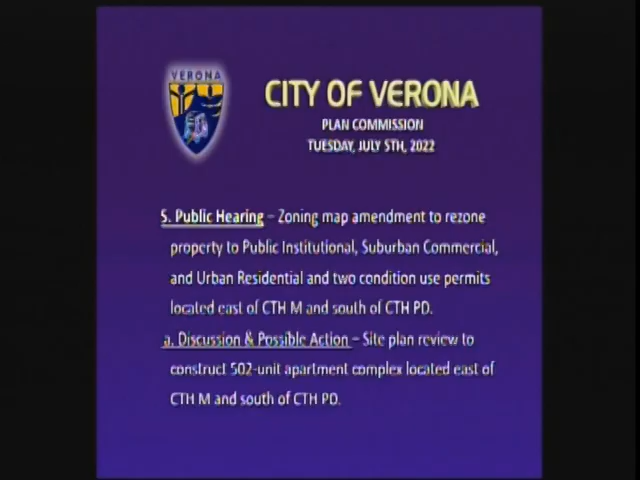 VERONA
CITY OF VERONA
PLAN COMMISSION
TUESDAY, JULY 5TH, 2022
5. Public Hearing – Zoning map amendment to rezone
property to Public Institutional, Suburban Commercial,
and Urban Residential and two condition use permits
located east of CTH M and south of CTH PD.
a. Discussion & Possible Action – Site plan review to
construct 502-unit apartment complex located east of
CTH M and south of CTH PD.